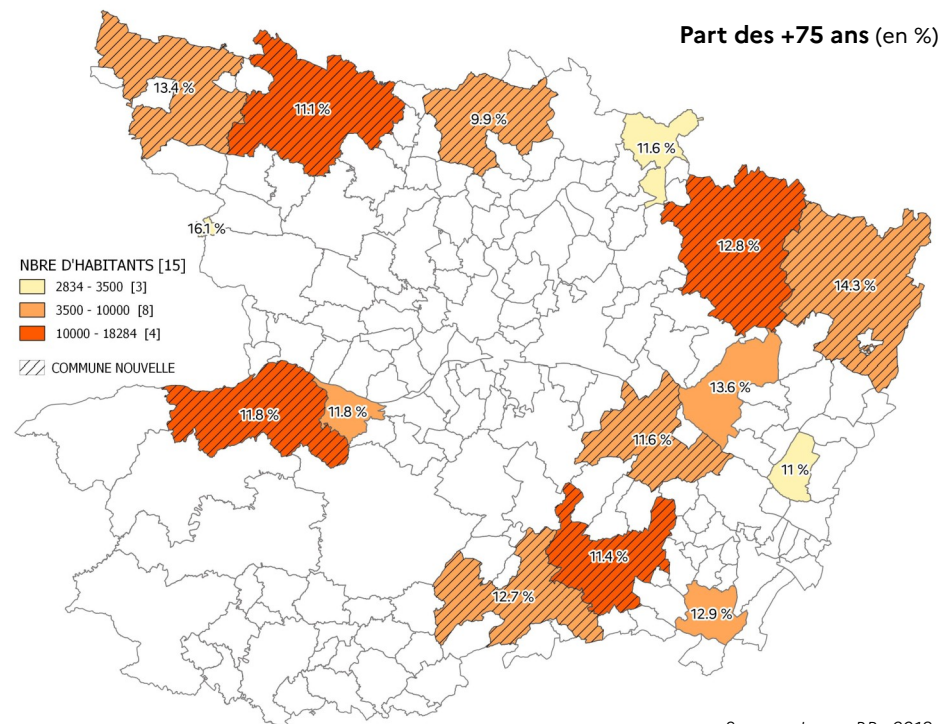 Part des +75 ans (en %)
13.4 %
11.1 %
9.9 %
11.6 %
16.1 %
12.8 %
14.3 %
NBRE D'HABITANTS [15]
2834 - 3500 [3]
3500 - 10000 [8]
10000 - 18284 [4]
COMMUNE NOUVELLE
13.6 %
11.8 %
11.8 %
11.6 %
11 %
11.4 %
12.7 %
12.9 %